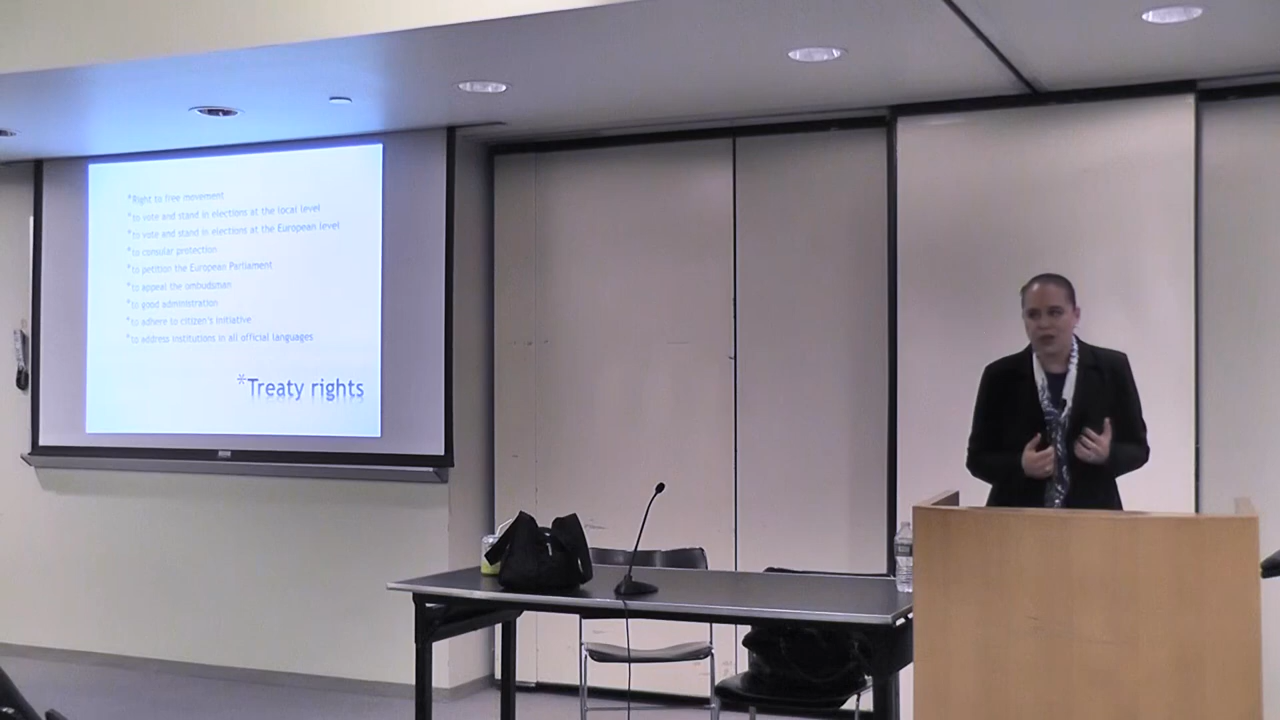 *Right to free movement
*to vote and stand in elections at the local level
*to vote and stand in elections at the European level
*to consular protection
*to petition the European Parliament
*to appeal the ombudsman
*to good administration
*to adhere to citizen's initiative
*to address institutions in all official languages
*Treaty rights